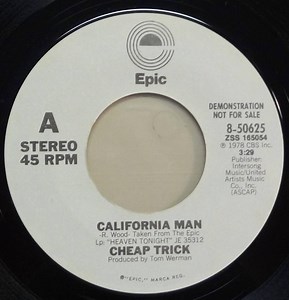 Epic
DEMONSTRATION
NOT FOR SALE
A
STEREO
45 RPM
8-50625
ZSS 165054
℗ 1978 CBS Inc.
3:29
Publisher:
Intersong
Music/United
Artists Music
Co., Inc.
(ASCAP)
CALIFORNIA MAN
-R. Wood- Taken From The Epic
Lp: "HEAVEN TONIGHT" JE 35312
CHEAP TRICK
Produced by Tom Werman
® "EPIC," MARCA REG.